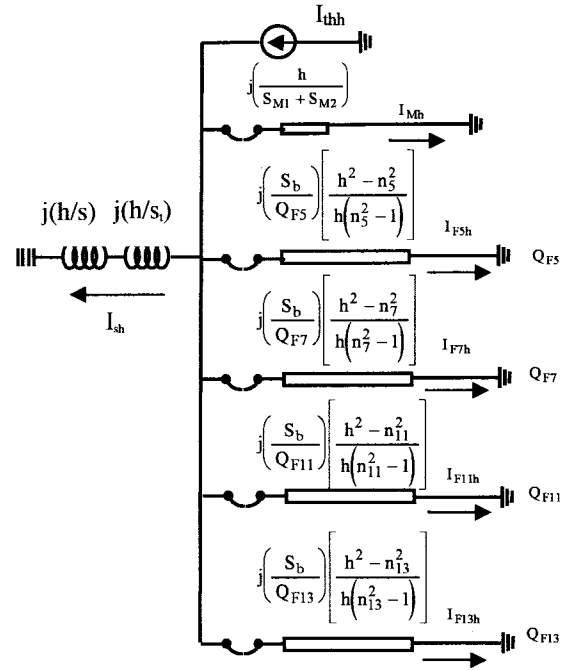 I_thh
j(h/(S_M1 + S_M2))
I_Mh
j(S_b/Q_F5)[(h^2 − n_5^2)/(h(n_5^2 − 1))]
j(h/s) j(h/s_t)
I_F5h
Q_F5
I_sh
j(S_b/Q_F7)[(h^2 − n_7^2)/(h(n_7^2 − 1))]
I_F7h
Q_F7
j(S_b/Q_F11)[(h^2 − n_11^2)/(h(n_11^2 − 1))]
I_F11h
Q_F11
j(S_b/Q_F13)[(h^2 − n_13^2)/(h(n_13^2 − 1))]
I_F13h
Q_F13